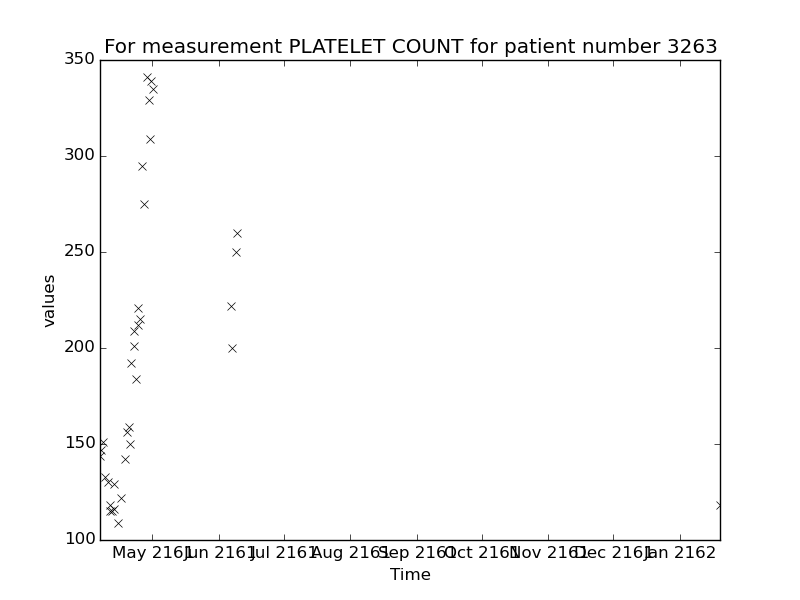 For measurement PLATELET COUNT for patient number 3263
350
300
250
200
150
100
values
May 2161 Jun 2161 Jul 2161 Aug 2161 Sep 2161 Oct 2161 Nov 2161 Dec 2161 Jan 2162
Time